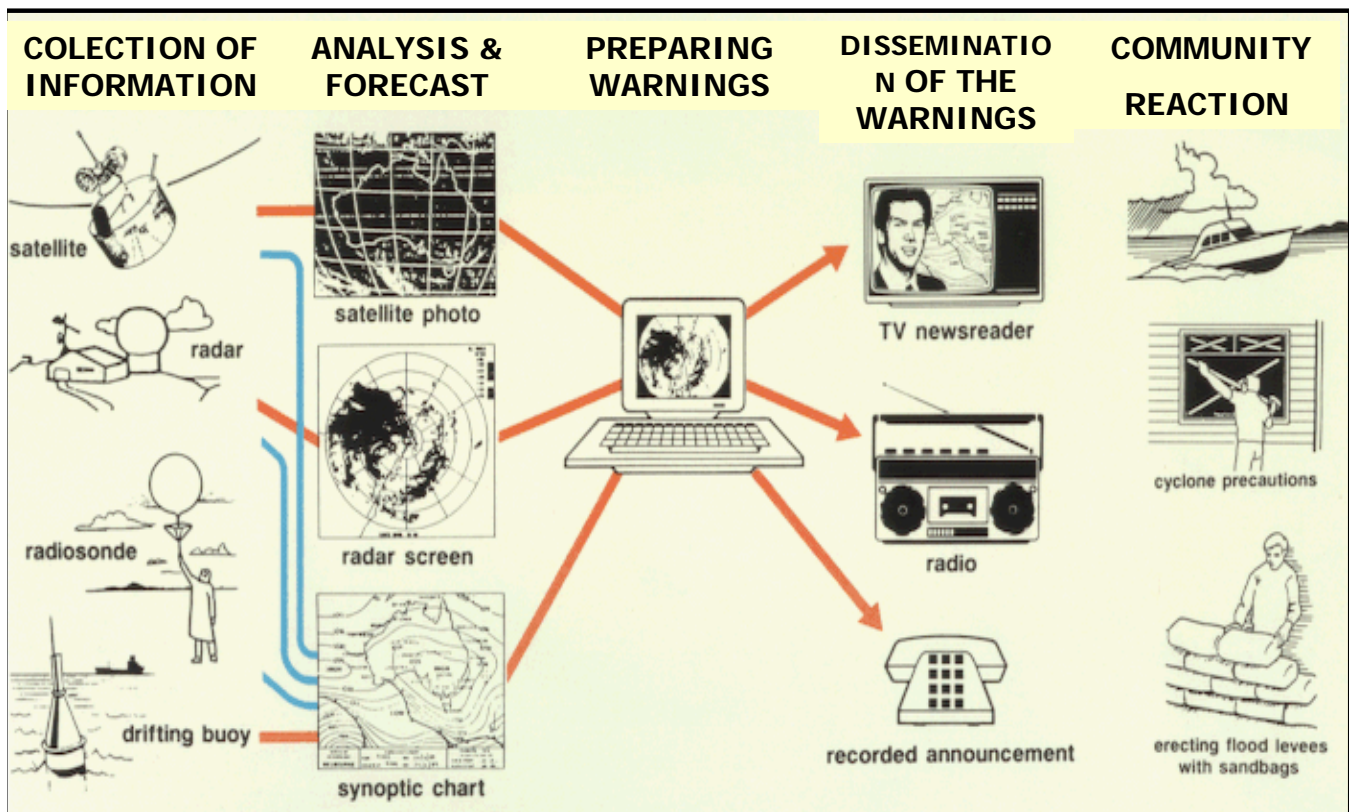 COLECTION OF
INFORMATION
ANALYSIS &
FORECAST
PREPARING
WARNINGS
DISSEMINATIO
N OF THE
WARNINGS
COMMUNITY
REACTION
satellite
radar
radiosonde
drifting buoy
satellite photo
radar screen
synoptic chart
TV newsreader
radio
recorded announcement
cyclone precautions
erecting flood levees
with sandbags